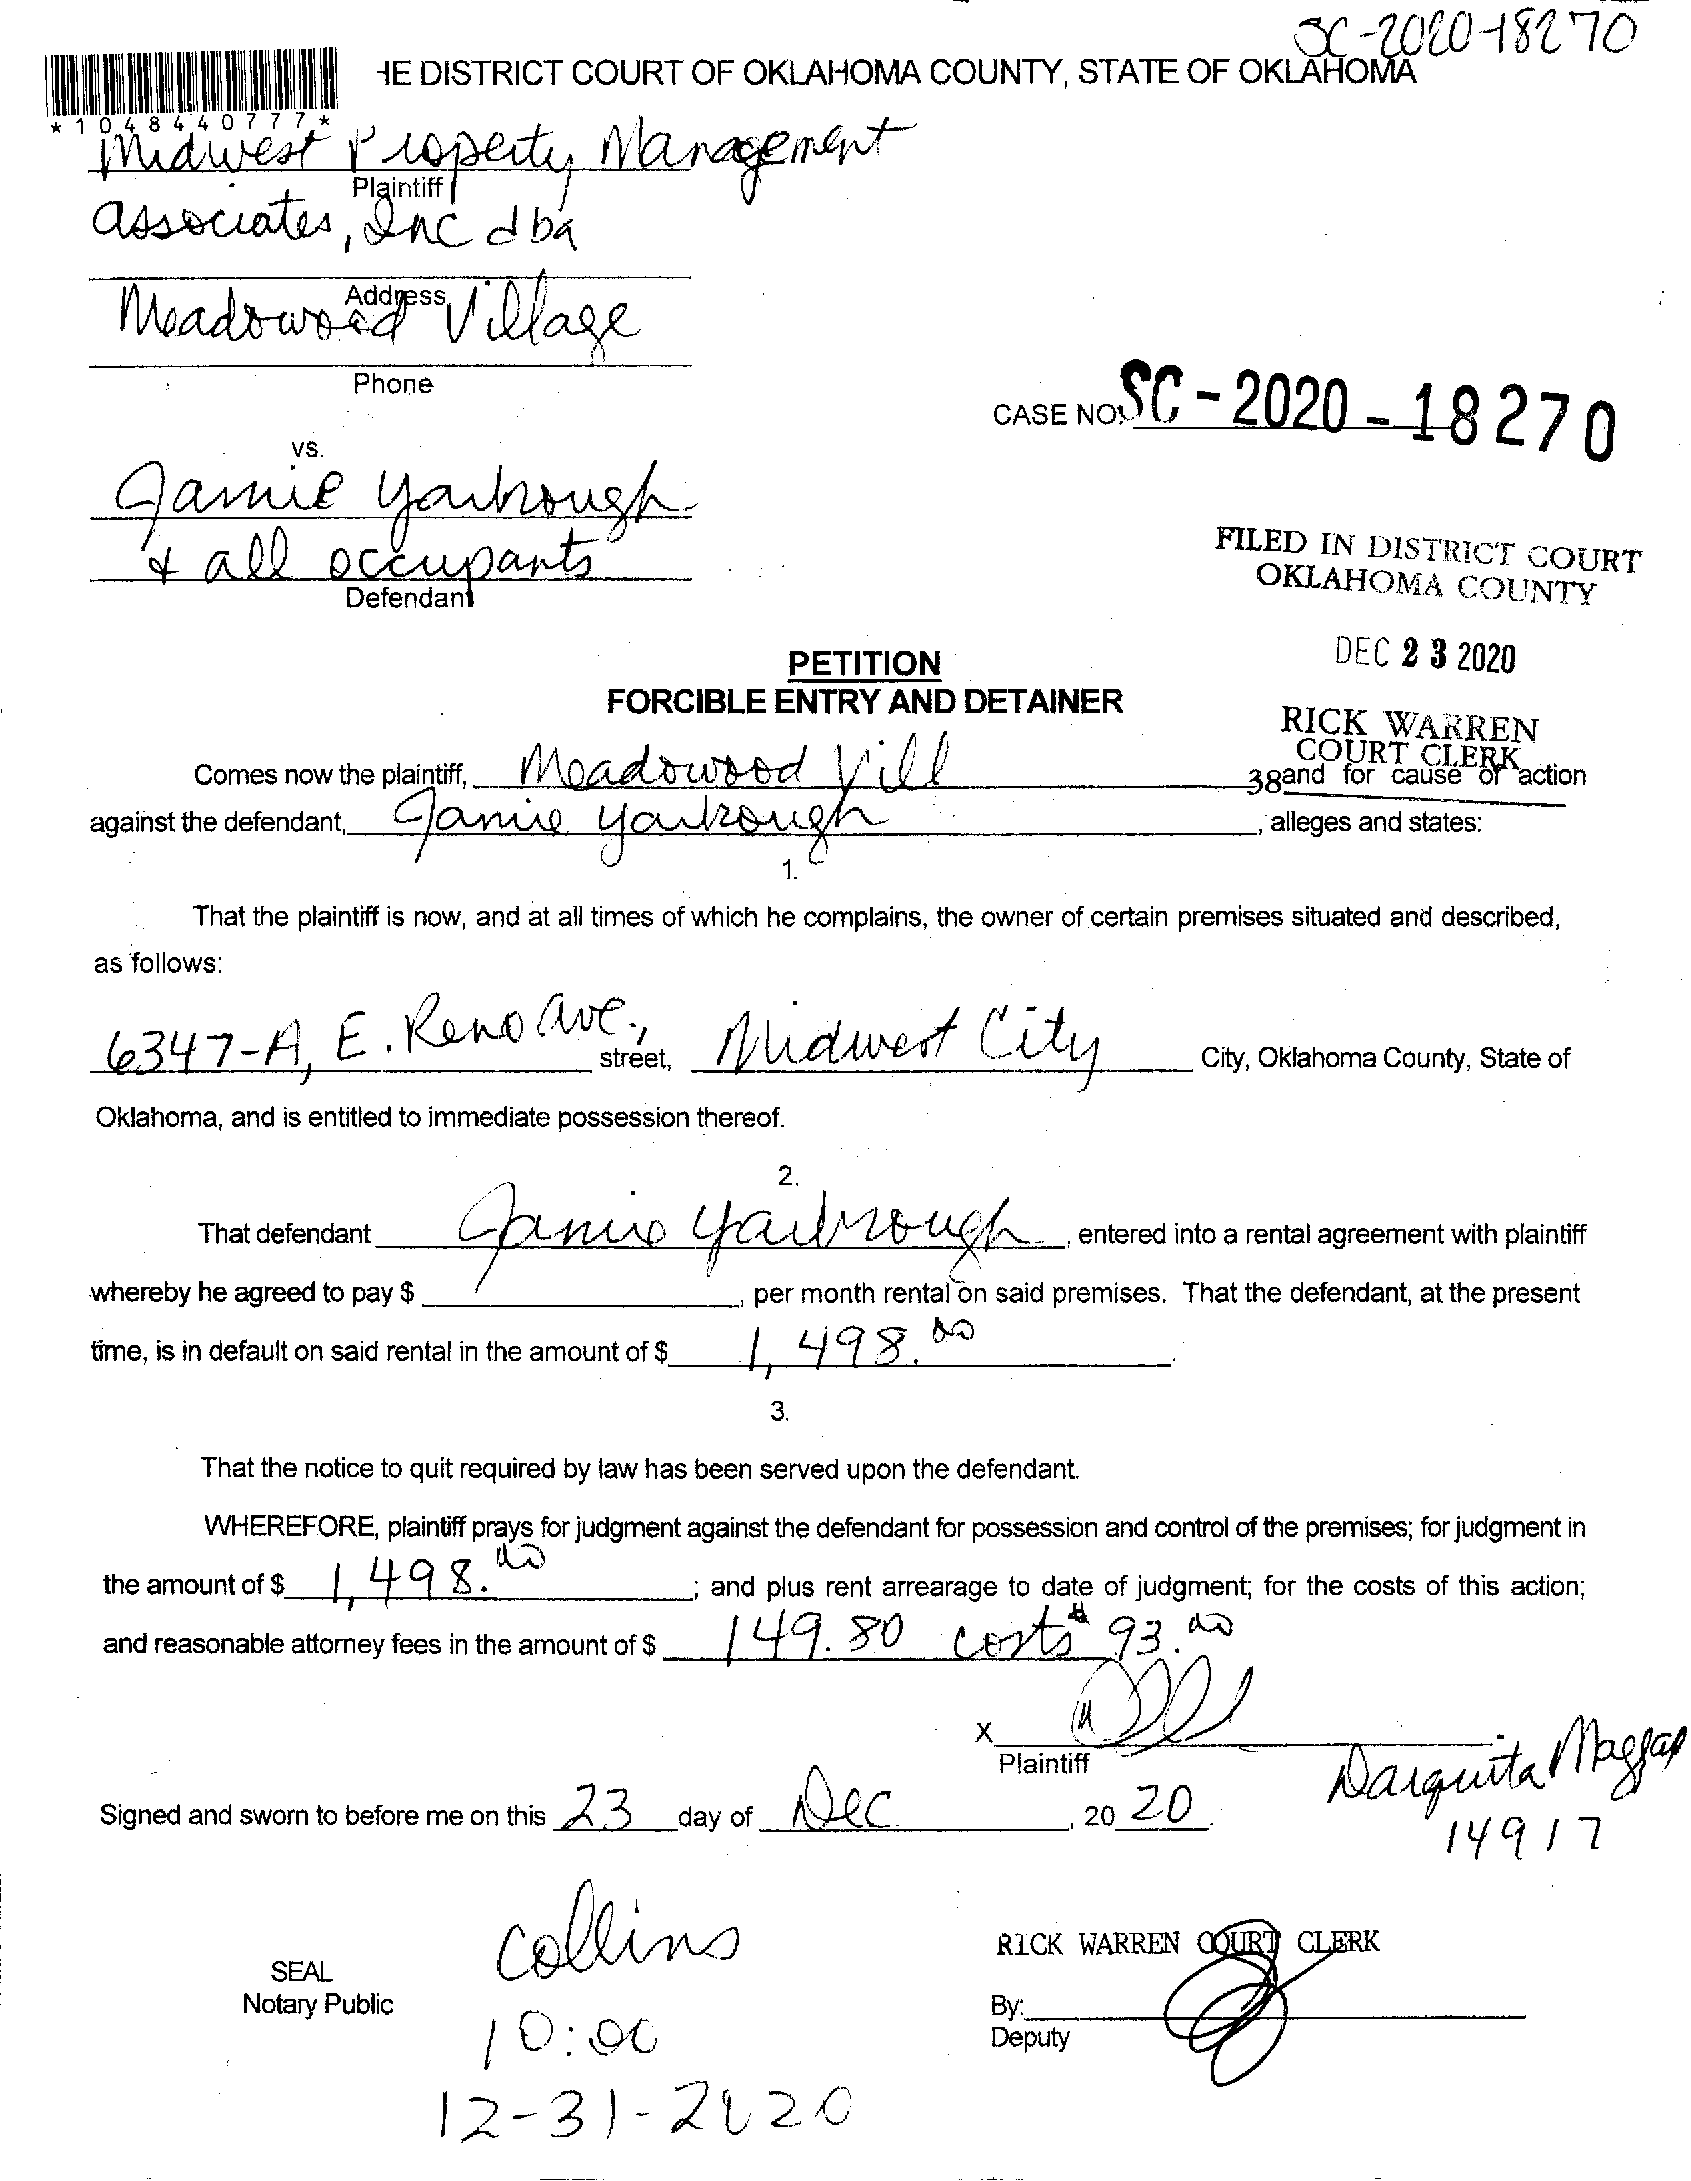 SC-2020-18270
HE DISTRICT COURT OF OKLAHOMA COUNTY, STATE OF OKLAHOMA
*1048440777*
Midwest Property Management
Plaintiff
Associates, Inc dba
Address
Meadowood Village
Phone
CASE NO. SC-2020-18270
vs.
Jamie Yarbrough
& all occupants
Defendant
FILED IN DISTRICT COURT
OKLAHOMA COUNTY
DEC 23 2020
PETITION
FORCIBLE ENTRY AND DETAINER
RICK WARREN
COURT CLERK
Comes now the plaintiff, Meadowood Vill 38 and for cause of action
against the defendant, Jamie Yarbrough, alleges and states:
1.
That the plaintiff is now, and at all times of which he complains, the owner of certain premises situated and described,
as follows:
6347-A, E. Reno Ave., street, Midwest City City, Oklahoma County, State of
Oklahoma, and is entitled to immediate possession thereof.
2.
That defendant Jamie Yarbrough, entered into a rental agreement with plaintiff
whereby he agreed to pay $, per month rental on said premises. That the defendant, at the present
time, is in default on said rental in the amount of $ 1,498.00.
3.
That the notice to quit required by law has been served upon the defendant.
WHEREFORE, plaintiff prays for judgment against the defendant for possession and control of the premises; for judgment in
the amount of $ 1,498.00; and plus rent arrearage to date of judgment; for the costs of this action;
and reasonable attorney fees in the amount of $ 149.80 costs $ 93.00
X
Plaintiff
Darquita
14917
Signed and sworn to before me on this 23 day of Dec, 20 20.
Collins
RICK WARREN COURT CLERK
SEAL
Notary Public
10:00
By:
Deputy
12-31-2020